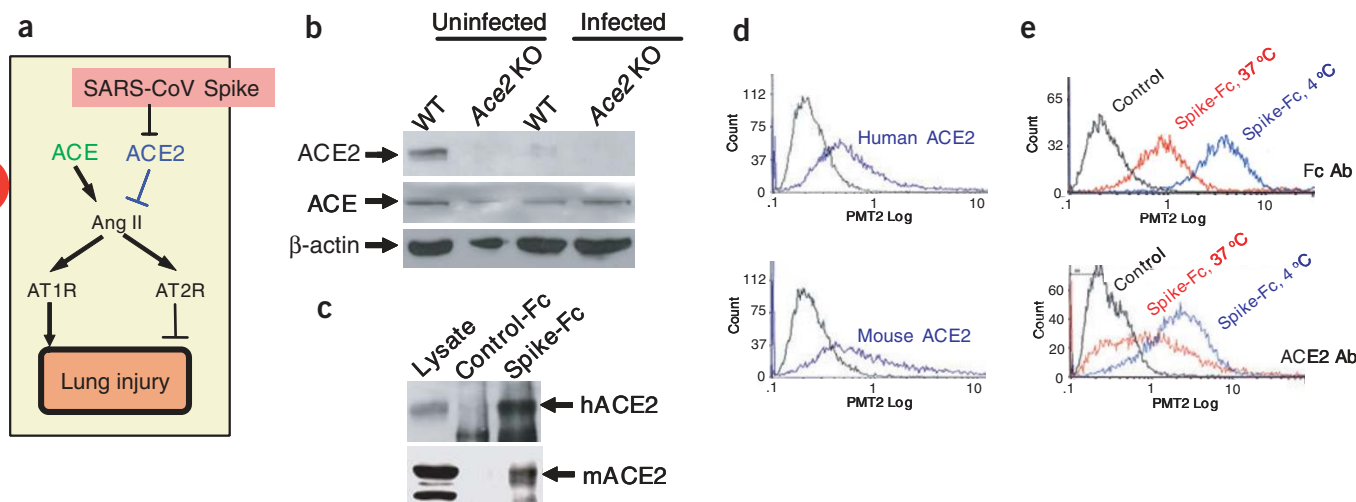 a
SARS-CoV Spike
ACE ACE2
Ang II
AT1R AT2R
Lung injury
b
Uninfected Infected
WT Ace2 KO WT Ace2 KO
ACE2
ACE
β-actin
c
Lysate Control-Fc Spike-Fc
hACE2
mACE2
d
112
75
37
0
Count
Human ACE2
.1 1 10
PMT2 Log
112
75
37
0
Count
Mouse ACE2
.1 1 10
PMT2 Log
e
65
32
0
Count
Control
Spike-Fc, 37 ºC
Spike-Fc, 4 ºC
Fc Ab
.1 1 10
PMT2 Log
60
40
20
0
Count
Control
Spike-Fc, 37 ºC
Spike-Fc, 4 ºC
ACE2 Ab
.1 1 10
PMT2 Log